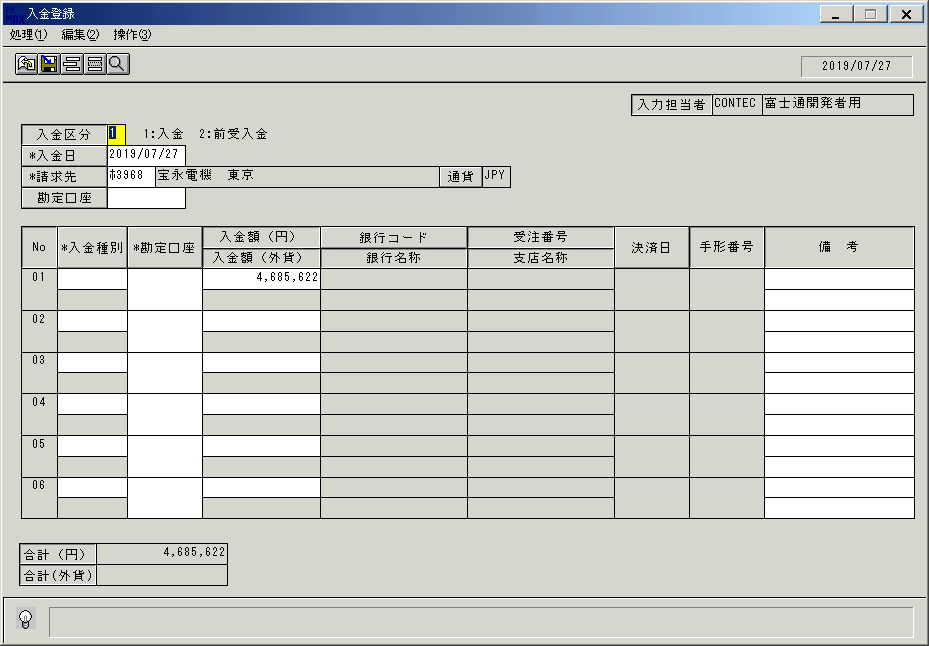 入金登録
処理(1) 編集(2) 操作(3)
2019/07/27
入力担当者 CONTEC 富士通開発者用
入金区分 1 1:入金 2:前受入金
*入金日 2019/07/27
*請求先 ﾎ3968 宝永電機 東京 通貨 JPY
勘定口座
No *入金種別 *勘定口座 入金額（円） 銀行コード 受注番号 決済日 手形番号 備 考
入金額（外貨） 銀行名称 支店名称
01 4,685,622
02
03
04
05
06
合計（円） 4,685,622
合計(外貨)